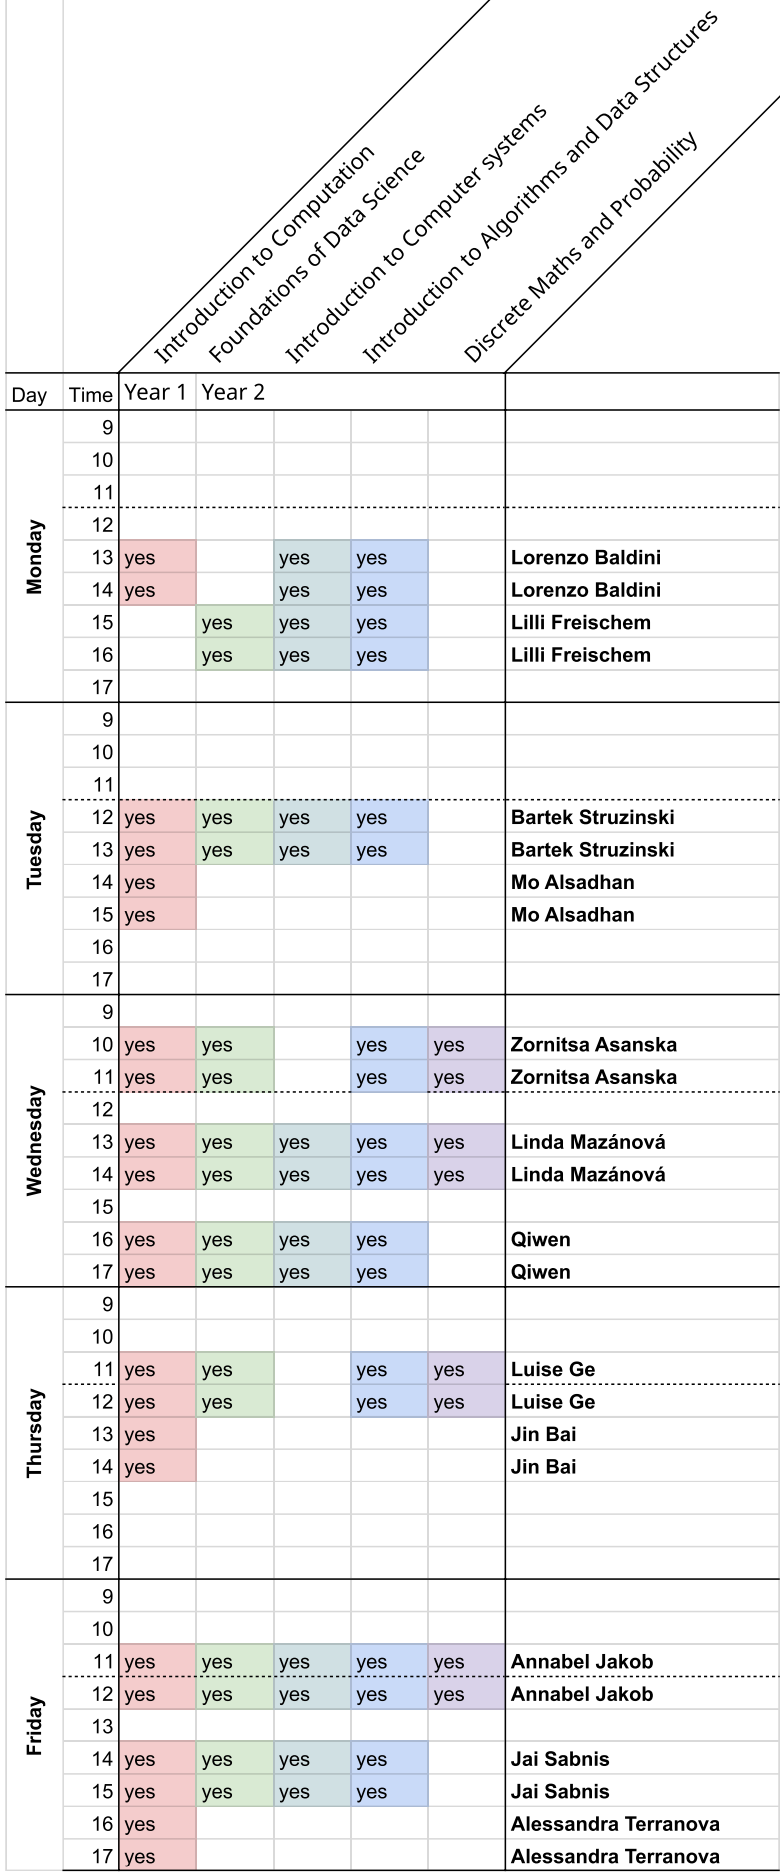 Introduction to Computation
Foundations of Data Science
Introduction to Computer systems
Introduction to Algorithms and Data Structures
Discrete Maths and Probability
Day Time Year 1 Year 2
Monday
9
10
11
12
13 yes yes yes Lorenzo Baldini
14 yes yes yes Lorenzo Baldini
15 yes yes yes Lilli Freischem
16 yes yes yes Lilli Freischem
17
Tuesday
9
10
11
12 yes yes yes yes Bartek Struzinski
13 yes yes yes yes Bartek Struzinski
14 yes Mo Alsadhan
15 yes Mo Alsadhan
16
17
Wednesday
9
10 yes yes yes yes Zornitsa Asanska
11 yes yes yes yes Zornitsa Asanska
12
13 yes yes yes yes yes Linda Mazánová
14 yes yes yes yes yes Linda Mazánová
15
16 yes yes yes yes Qiwen
17 yes yes yes yes Qiwen
Thursday
9
10
11 yes yes yes yes Luise Ge
12 yes yes yes yes Luise Ge
13 yes Jin Bai
14 yes Jin Bai
15
16
17
Friday
9
10
11 yes yes yes yes yes Annabel Jakob
12 yes yes yes yes yes Annabel Jakob
13
14 yes yes yes yes Jai Sabnis
15 yes yes yes yes Jai Sabnis
16 yes Alessandra Terranova
17 yes Alessandra Terranova